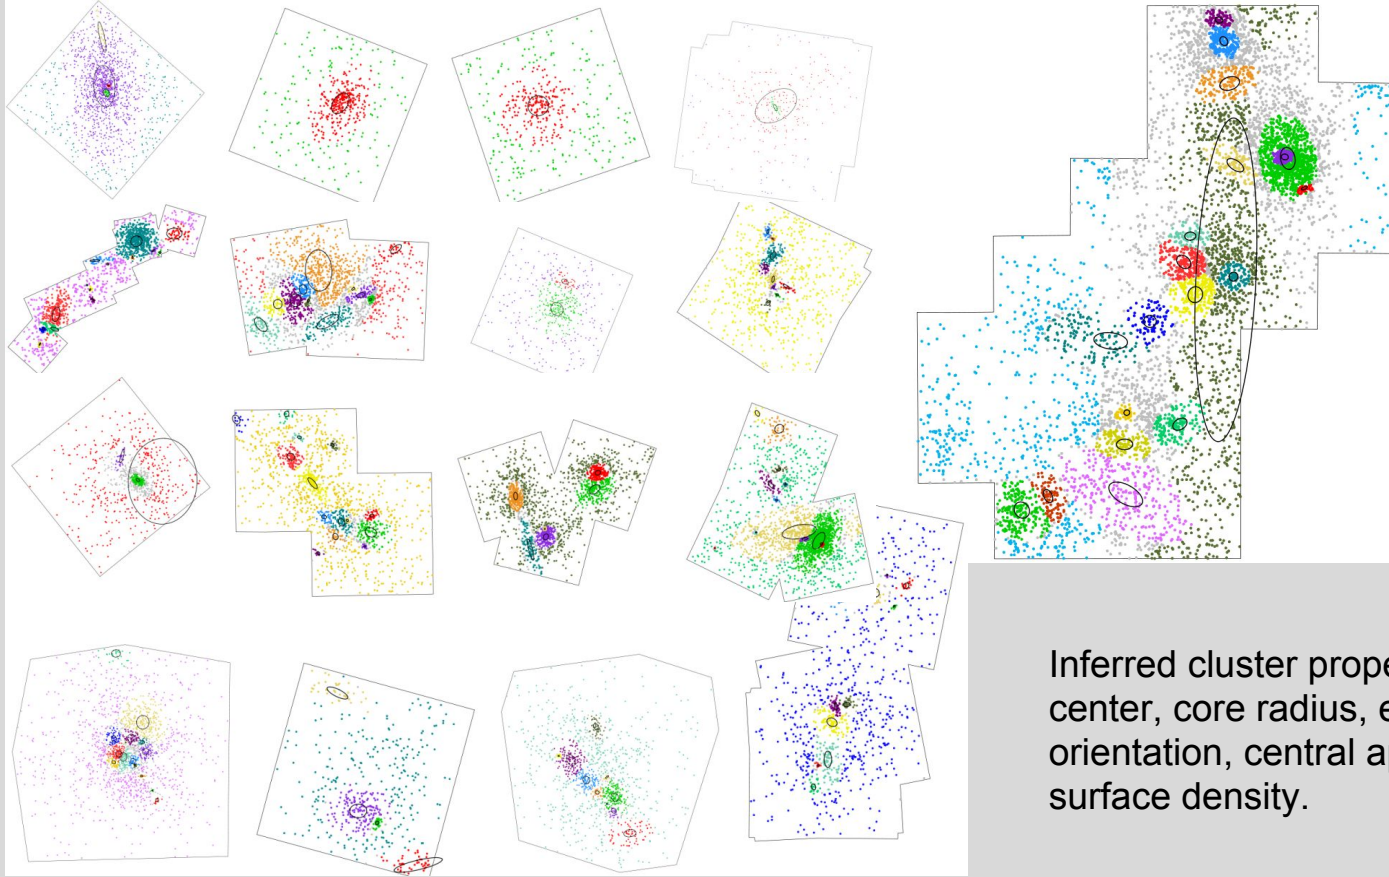 Inferred cluster
center, core radius,
orientation, central
surface density.